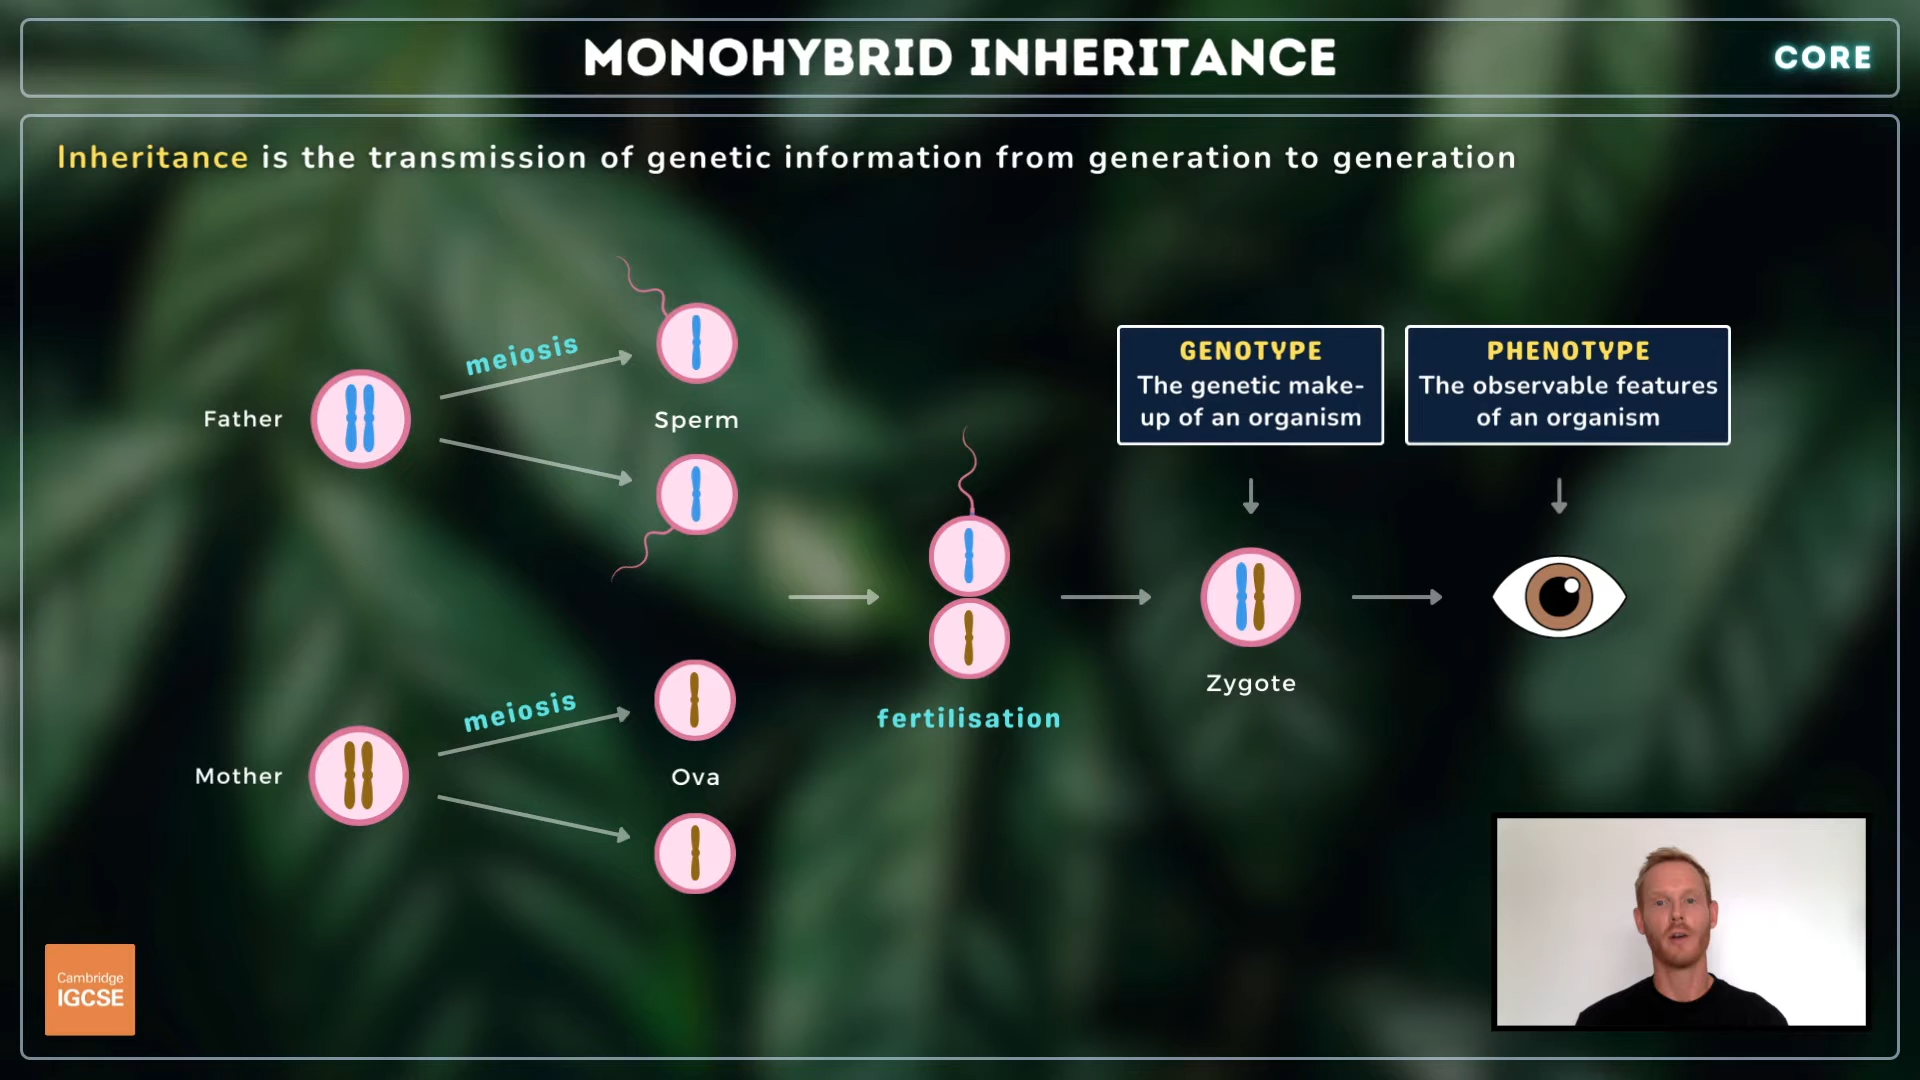 MONOHYBRID INHERITANCE
CORE
Inheritance is the transmission of genetic information from generation to generation
Father
meiosis
Sperm
Mother
meiosis
Ova
fertilisation
GENOTYPE
The genetic make-
up of an organism
PHENOTYPE
The observable features
of an organism
Zygote
Cambridge
IGCSE